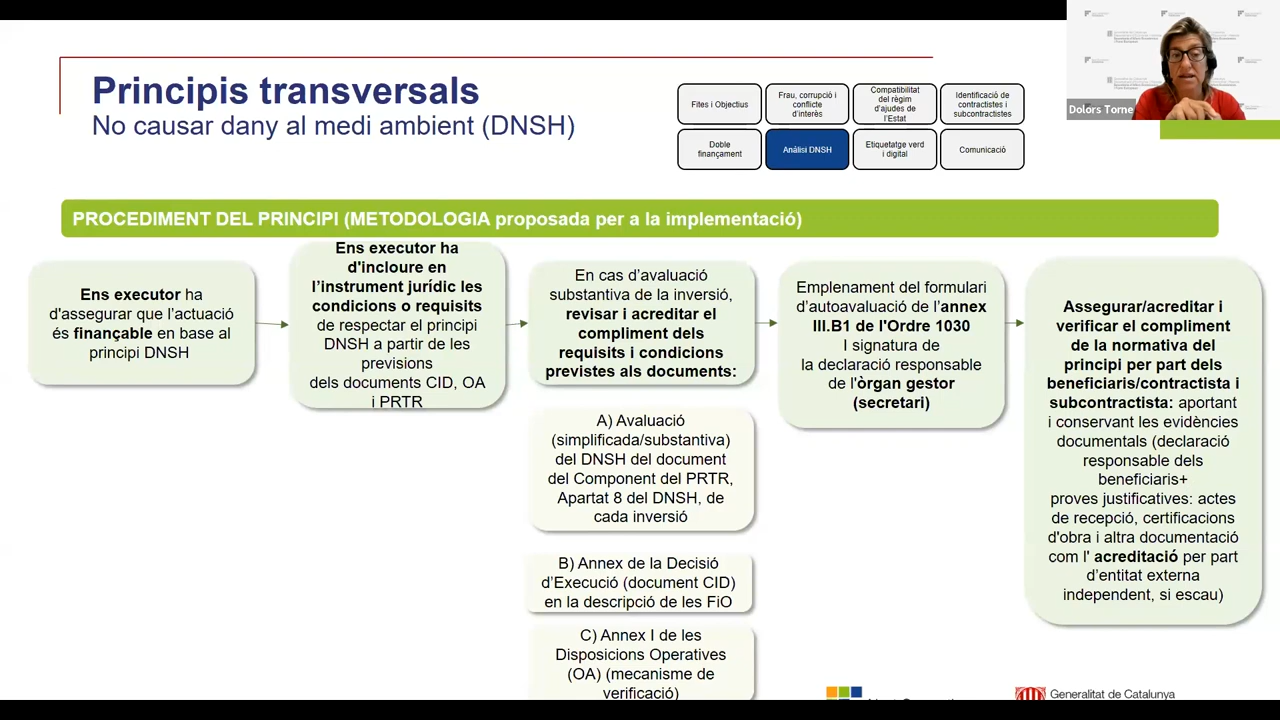 Principis transversals
No causar dany al medi ambient (DNSH)
Fites i Objectius
Frau, corrupció i
conflicte
d'interès
Compatibilitat
del règim
d'ajudes de
l'Estat
Identificació de
contractistes i
subcontractistes
Doble
finançament
Anàlisi DNSH
Etiquetatge verd
i digital
Comunicació
Dolors Torne
PROCEDIMENT DEL PRINCIPI (METODOLOGIA proposada per a la implementació)
Ens executor ha
d'assegurar que l'actuació
és finançable en base al
principi DNSH
Ens executor ha
d'incloure en
l’instrument jurídic les
condicions o requisits
de respectar el principi
DNSH a partir de les
previsions
dels documents CID, OA
i PRTR
En cas d’avaluació
substantiva de la inversió,
revisar i acreditar el
compliment dels
requisits i condicions
previstes als documents:
A) Avaluació
(simplificada/substantiva)
del DNSH del document
del Component del PRTR,
Apartat 8 del DNSH, de
cada inversió
B) Annex de la Decisió
d’Execució (document CID)
en la descripció de les FiO
C) Annex I de les
Disposicions Operatives
(OA) (mecanisme de
verificació)
Emplenament del formulari
d’autoavaluació de l’annex
III.B1 de l'Ordre 1030
I signatura de
la declaració responsable
de l'òrgan gestor
(secretari)
Assegurar/acreditar i
verificar el compliment
de la normativa del
principi per part dels
beneficiaris/contractista i
subcontractista: aportant
i conservant les evidències
documentals (declaració
responsable dels
beneficiaris+
proves justificatives: actes
de recepció, certificacions
d'obra i altra documentació
com l' acreditació per part
d’entitat externa
independent, si escau)
Generalitat de Catalunya